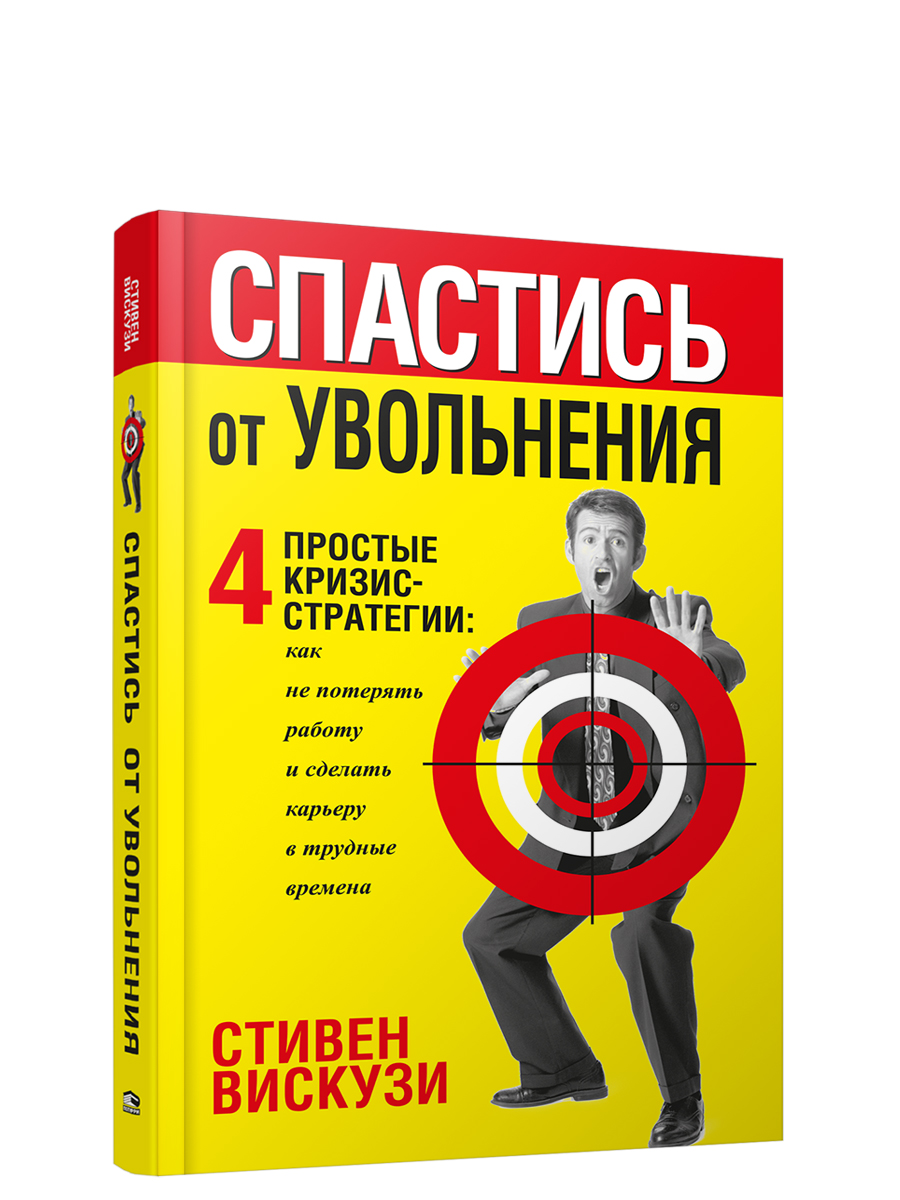 СПАСТИСЬ
от УВОЛЬНЕНИЯ
4 ПРОСТЫЕ
КРИЗИС-
СТРАТЕГИИ:
как
не потерять
работу
и сделать
карьеру
в трудные
времена
СТИВЕН
ВИСКУЗИ
СТИВЕН
ВИСКУЗИ
СПАСТИСЬ ОТ УВОЛЬНЕНИЯ